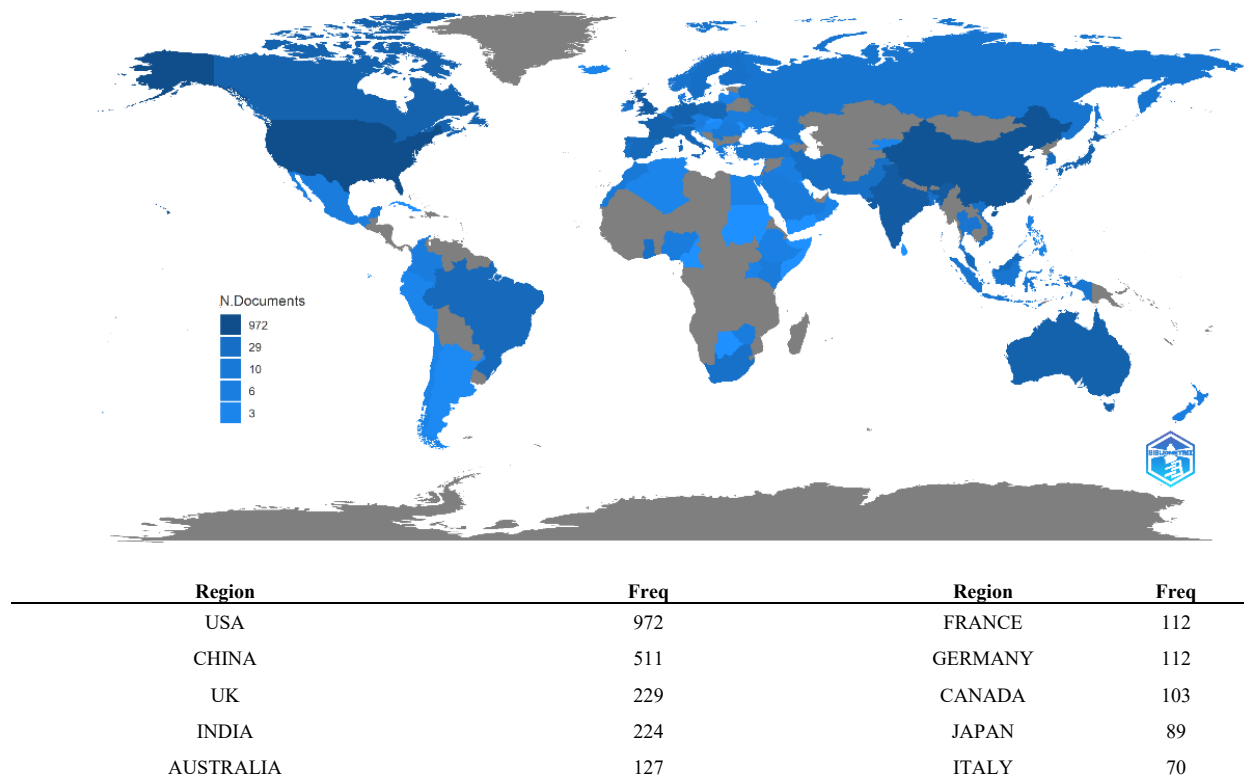 N.Documents
972
29
10
6
3
BIBLIOMETRIX
Region Freq Region Freq
USA 972 FRANCE 112
CHINA 511 GERMANY 112
UK 229 CANADA 103
INDIA 224 JAPAN 89
AUSTRALIA 127 ITALY 70